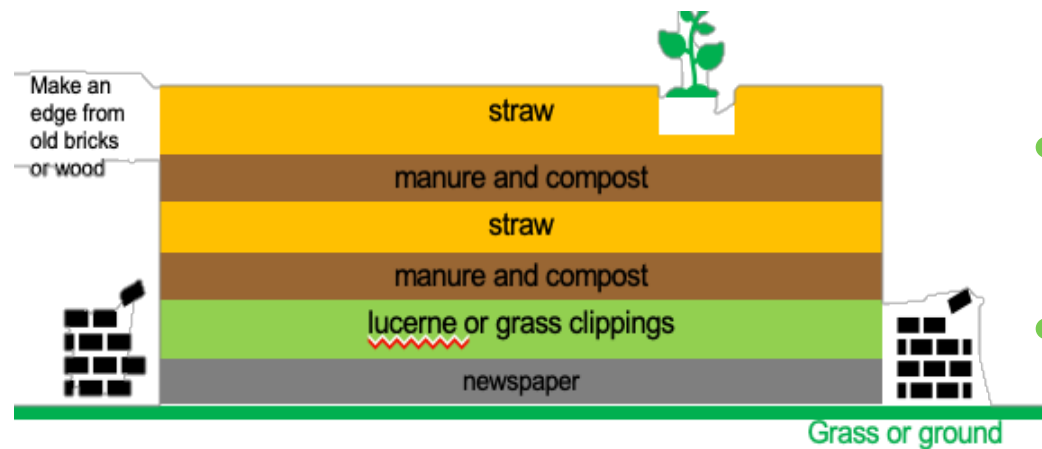 Make an
edge from
old bricks
or wood
straw
manure and compost
straw
manure and compost
lucerne or grass clippings
newspaper
Grass or ground